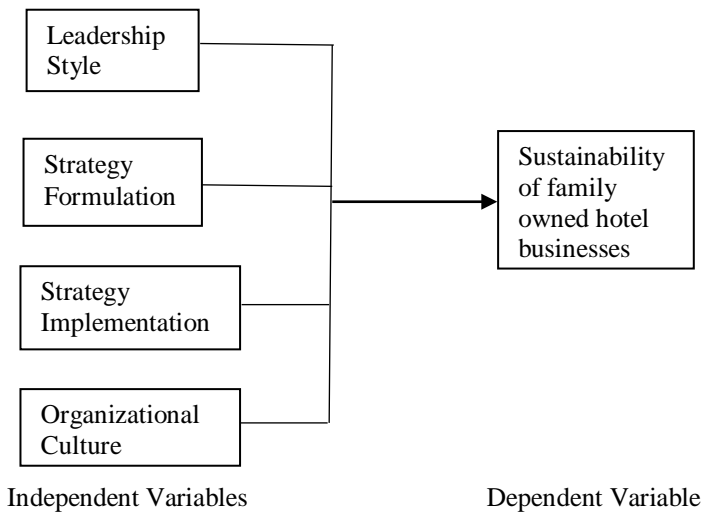 Leadership
Style
Strategy
Formulation
Strategy
Implementation
Organizational
Culture
Independent Variables
Sustainability
of family
owned hotel
businesses
Dependent Variable